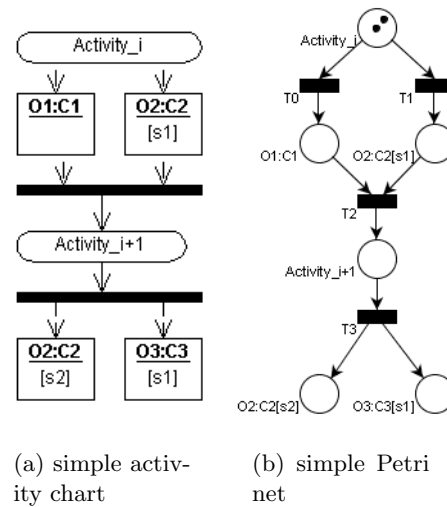 Activity_i
O1:C1
O2:C2
[s1]
Activity_i+1
O2:C2
[s2]
O3:C3
[s1]
(a) simple activ-
ity chart
Activity_i
T0
T1
O1:C1
O2:C2[s1]
T2
Activity_i+1
T3
O2:C2[s2]
O3:C3[s1]
(b) simple Petri
net